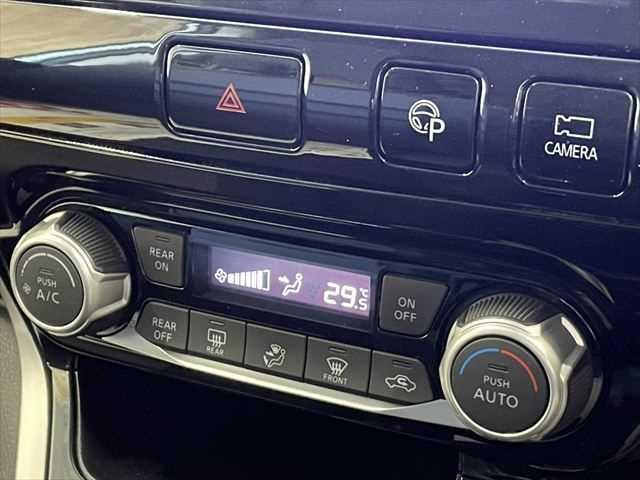 P
CAMERA
REAR
ON
PUSH
A/C
29.5
°C
ON
OFF
REAR
OFF
REAR
FRONT
PUSH
AUTO